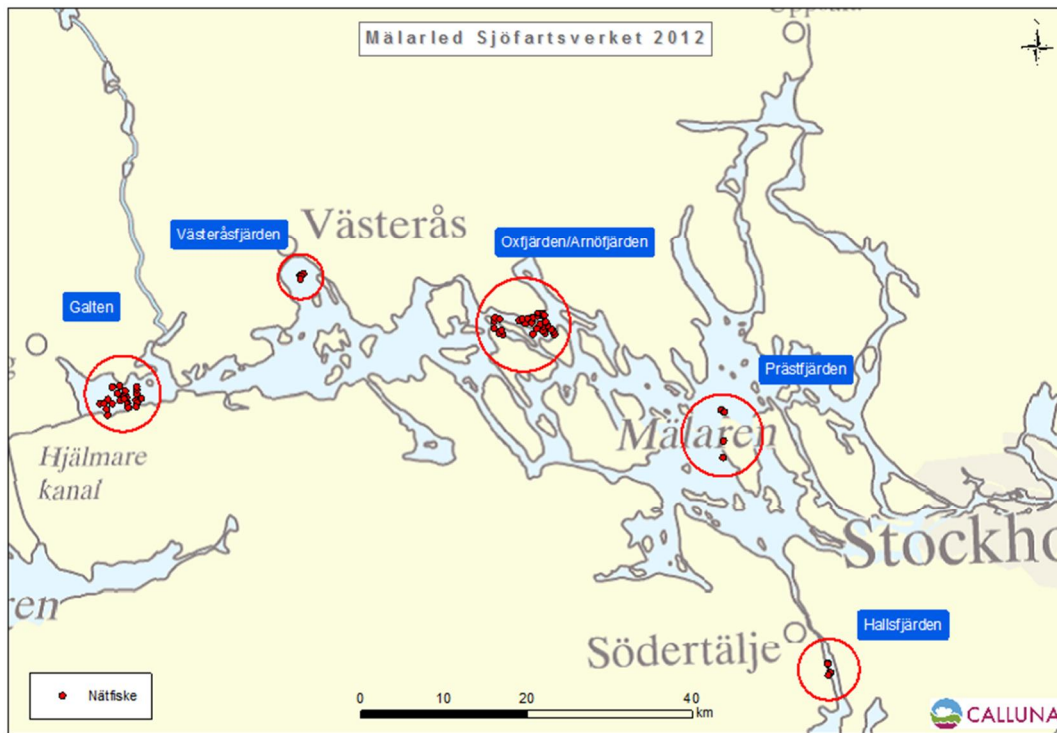 Uppsala
Mälarled Sjöfartsverket 2012
Västeråsfjärden
Västerås
Oxfjärden/Arnöfjärden
Galten
Prästfjärden
Mälaren
Hjälmare
kanal
Stockho
ren
Hallsfjärden
Södertälje
Nätfiske
0 20 40
km
CALLUNA